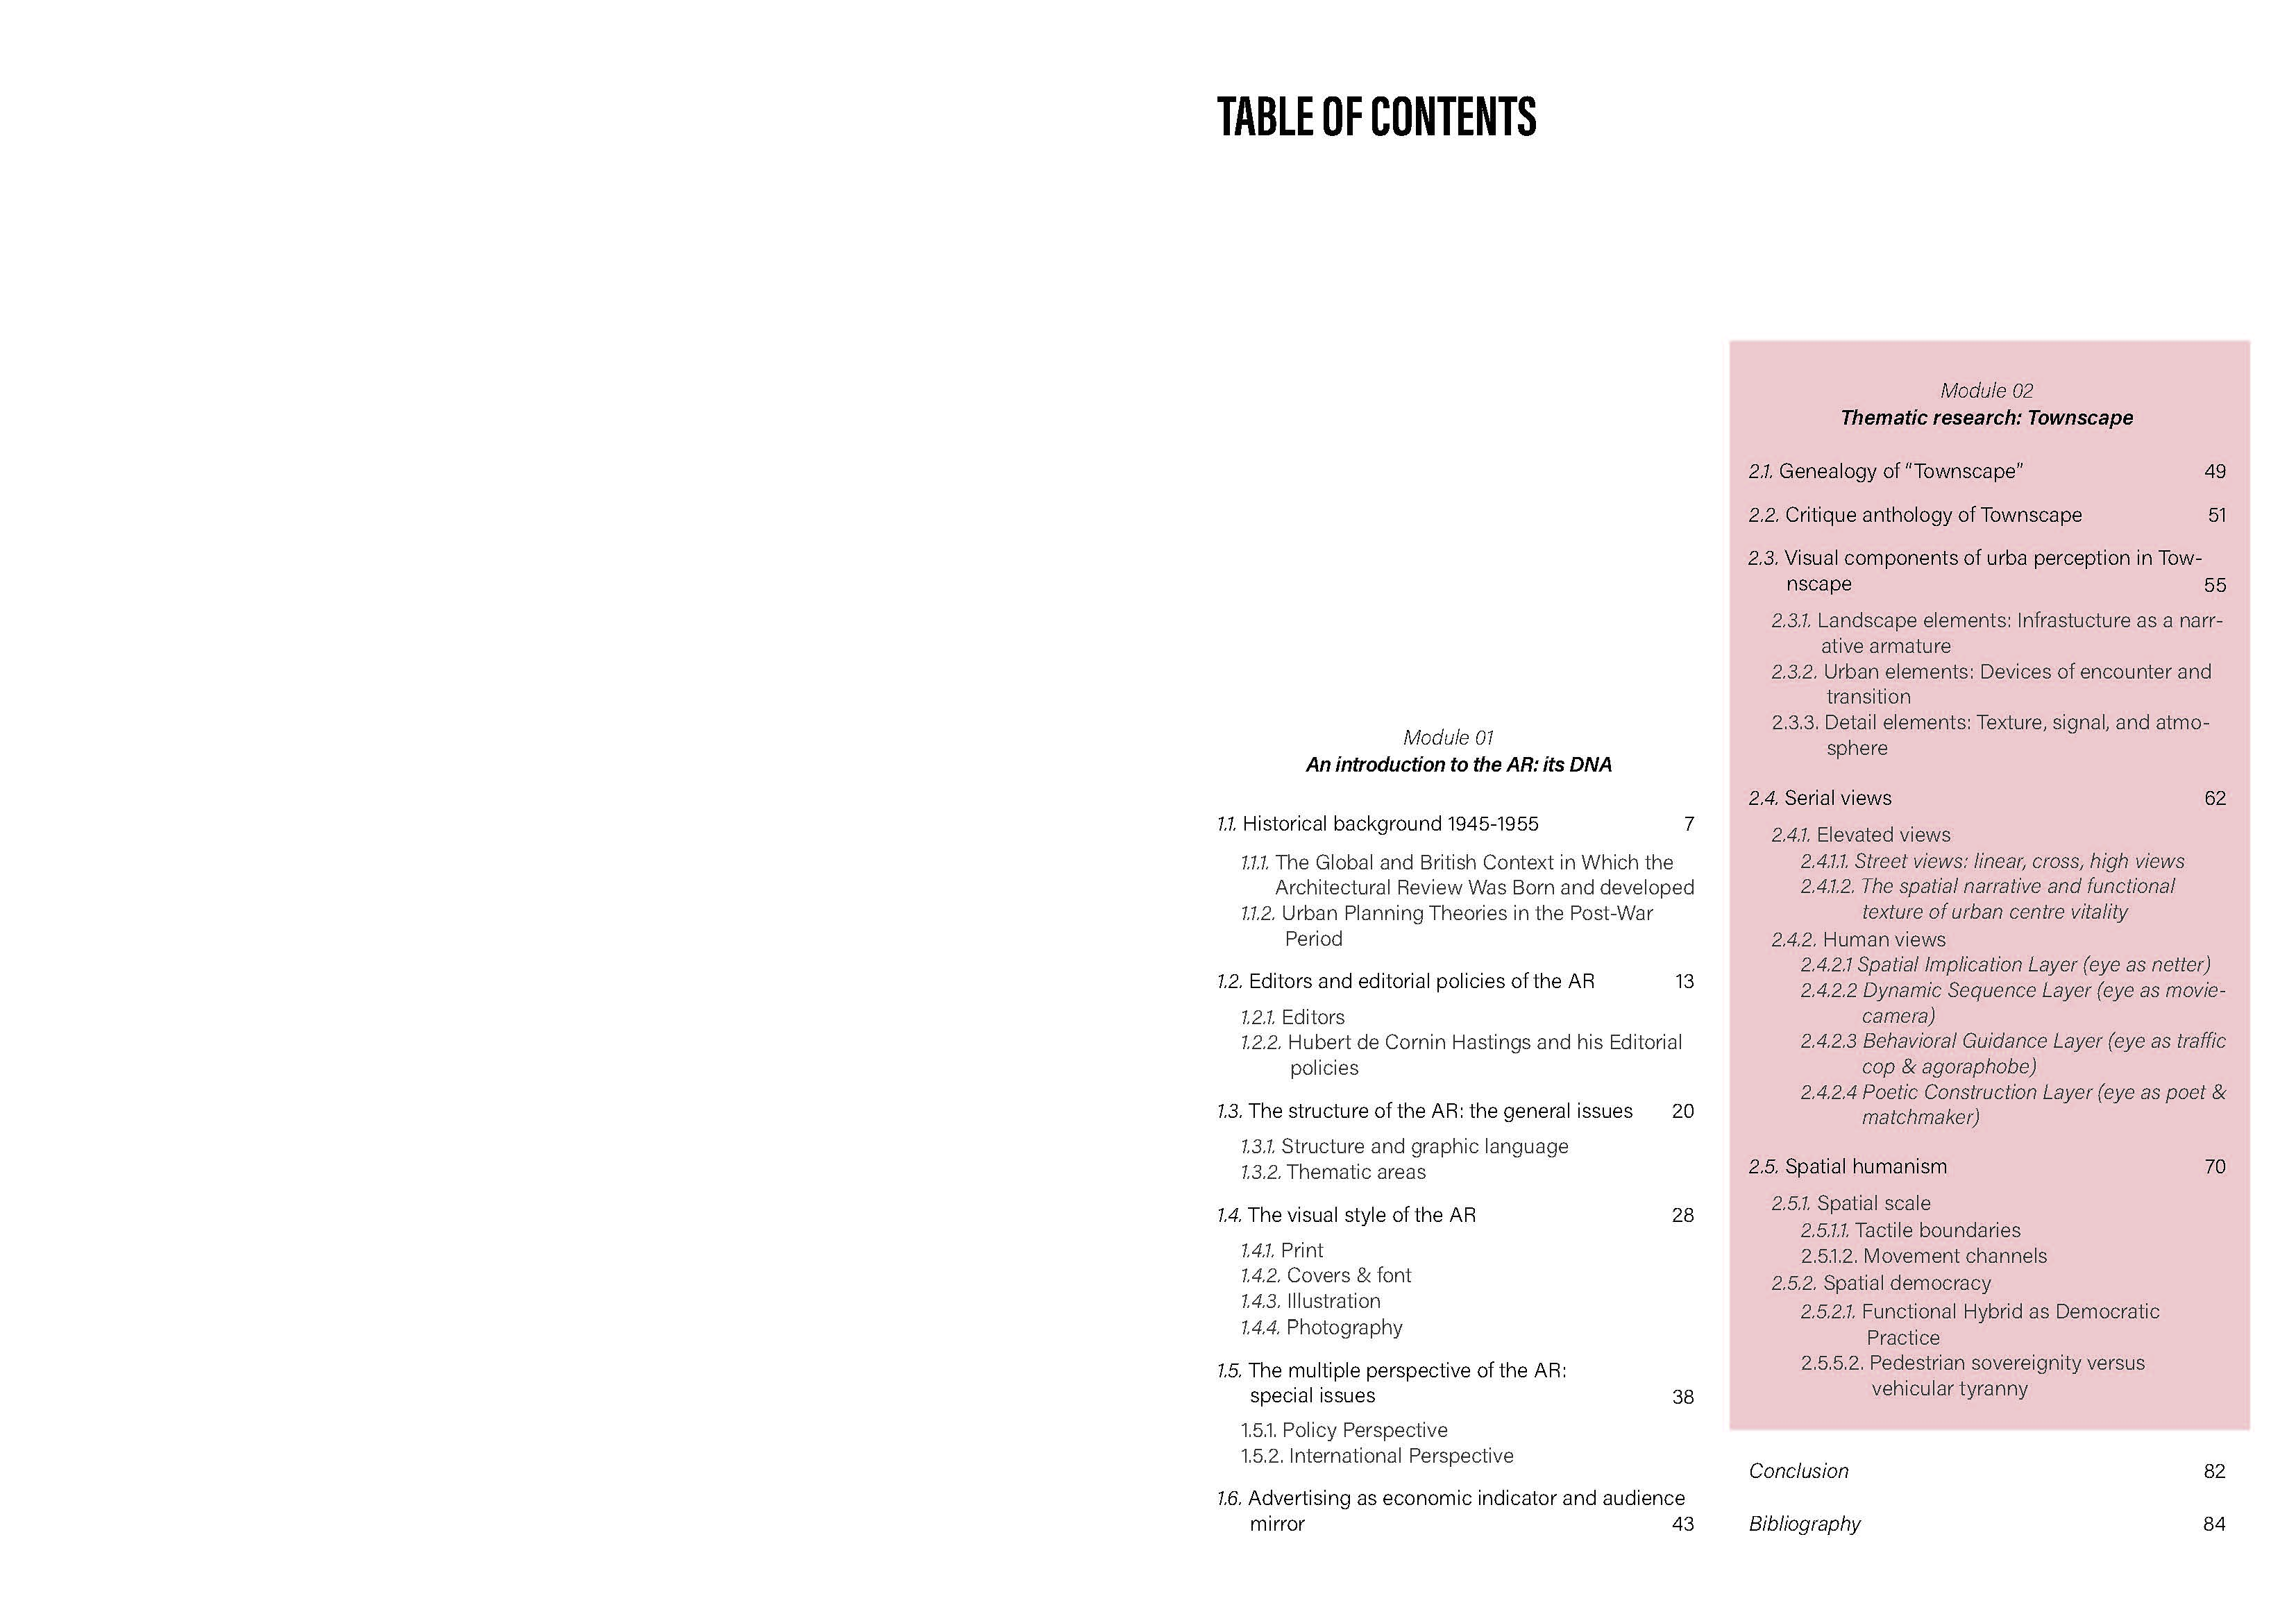 TABLE OF CONTENTS
Module 01
An introduction to the AR: its DNA
1.1. Historical background 1945-1955 7
1.1.1. The Global and British Context in Which the
Architectural Review Was Born and developed
1.1.2. Urban Planning Theories in the Post-War
Period
1.2. Editors and editorial policies of the AR 13
1.2.1. Editors
1.2.2. Hubert de Cornin Hastings and his Editorial
policies
1.3. The structure of the AR: the general issues 20
1.3.1. Structure and graphic language
1.3.2. Thematic areas
1.4. The visual style of the AR 28
1.4.1. Print
1.4.2. Covers & font
1.4.3. Illustration
1.4.4. Photography
1.5. The multiple perspective of the AR:
special issues 38
1.5.1. Policy Perspective
1.5.2. International Perspective
1.6. Advertising as economic indicator and audience
mirror 43
Module 02
Thematic research: Townscape
2.1. Genealogy of “Townscape” 49
2.2. Critique anthology of Townscape 51
2.3. Visual components of urba perception in Tow-
nscape 55
2.3.1. Landscape elements: Infrastucture as a narr-
ative armature
2.3.2. Urban elements: Devices of encounter and
transition
2.3.3. Detail elements: Texture, signal, and atmo-
sphere
2.4. Serial views 62
2.4.1. Elevated views
2.4.1.1. Street views: linear, cross, high views
2.4.1.2. The spatial narrative and functional
texture of urban centre vitality
2.4.2. Human views
2.4.2.1 Spatial Implication Layer (eye as netter)
2.4.2.2 Dynamic Sequence Layer (eye as movie-
camera)
2.4.2.3 Behavioral Guidance Layer (eye as traffic
cop & agoraphobe)
2.4.2.4 Poetic Construction Layer (eye as poet &
matchmaker)
2.5. Spatial humanism 70
2.5.1. Spatial scale
2.5.1.1. Tactile boundaries
2.5.1.2. Movement channels
2.5.2. Spatial democracy
2.5.2.1. Functional Hybrid as Democratic
Practice
2.5.5.2. Pedestrian sovereignity versus
vehicular tyranny
Conclusion 82
Bibliography 84